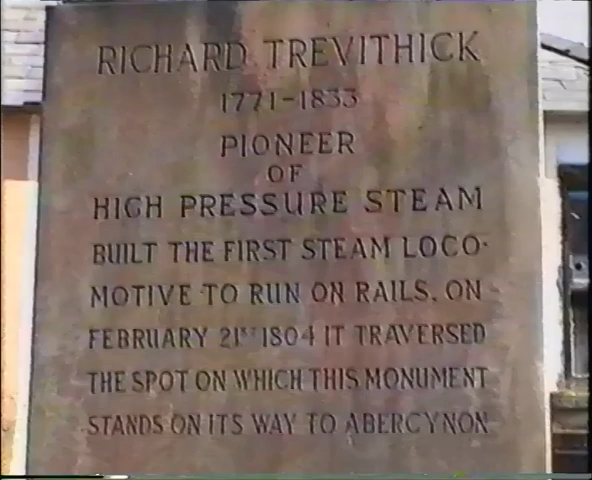 RICHARD TREVITHICK
1771-1833
PIONEER
OF
HIGH PRESSURE STEAM
BUILT THE FIRST STEAM LOCO-
MOTIVE TO RUN ON RAILS. ON
FEBRUARY 21ST 1804 IT TRAVERSED
THE SPOT ON WHICH THIS MONUMENT
STANDS ON ITS WAY TO ABERCYNON